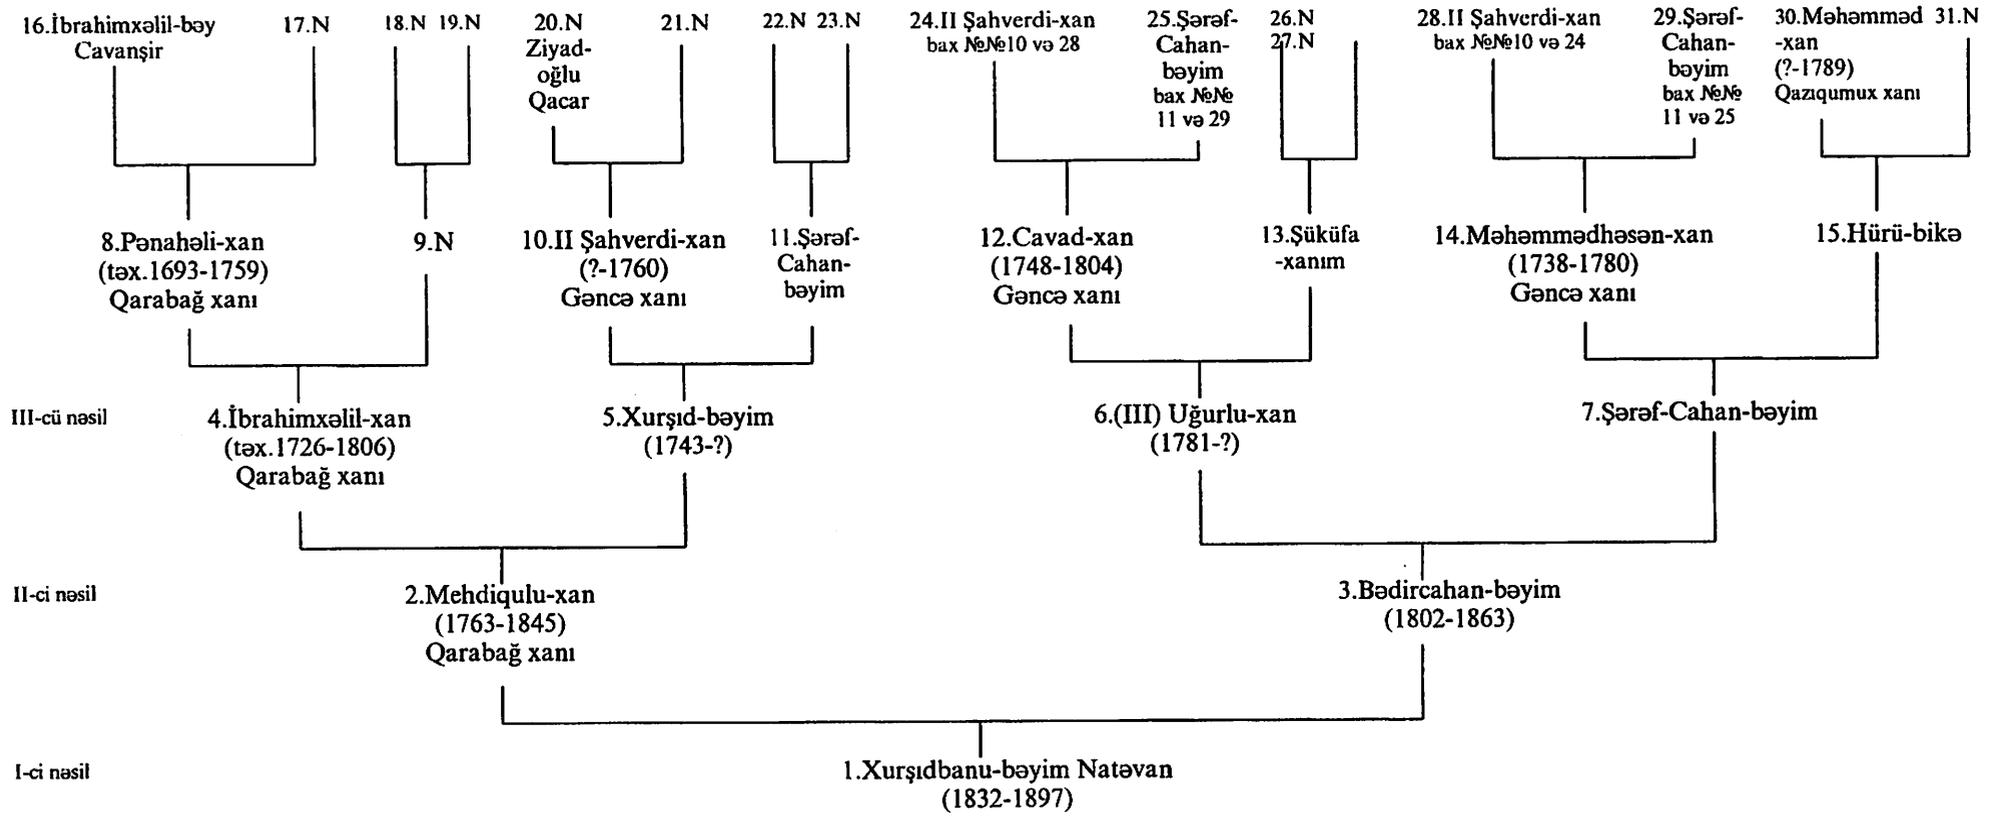 16.İbrahimxəlil-bəy
Cavanşir
17.N
18.N 19.N
20.N
Ziyad-
oğlu
Qacar
21.N
22.N 23.N
24.II Şahverdi-xan
bax №№10 və 28
25.Şərəf-
Cahan-
bəyim
bax №№
11 və 29
26.N
27.N
28.II Şahverdi-xan
bax №№10 və 24
29.Şərəf-
Cahan-
bəyim
bax №№
11 və 25
30.Məhəmməd
-xan
(?-1789)
Qazıqumux xanı
31.N
8.Pənahəli-xan
(təx.1693-1759)
Qarabağ xanı
9.N
10.II Şahverdi-xan
(?-1760)
Gəncə xanı
11.Şərəf-
Cahan-
bəyim
12.Cavad-xan
(1748-1804)
Gəncə xanı
13.Şüküfə
-xanım
14.Məhəmmədhəsən-xan
(1738-1780)
Gəncə xanı
15.Hürü-bikə
III-cü nəsil
4.İbrahimxəlil-xan
(təx.1726-1806)
Qarabağ xanı
5.Xurşıd-bəyim
(1743-?)
6.(III) Uğurlu-xan
(1781-?)
7.Şərəf-Cahan-bəyim
II-ci nəsil
2.Mehdiqulu-xan
(1763-1845)
Qarabağ xanı
3.Bədircahan-bəyim
(1802-1863)
I-ci nəsil
1.Xurşıdbanu-bəyim Natəvan
(1832-1897)